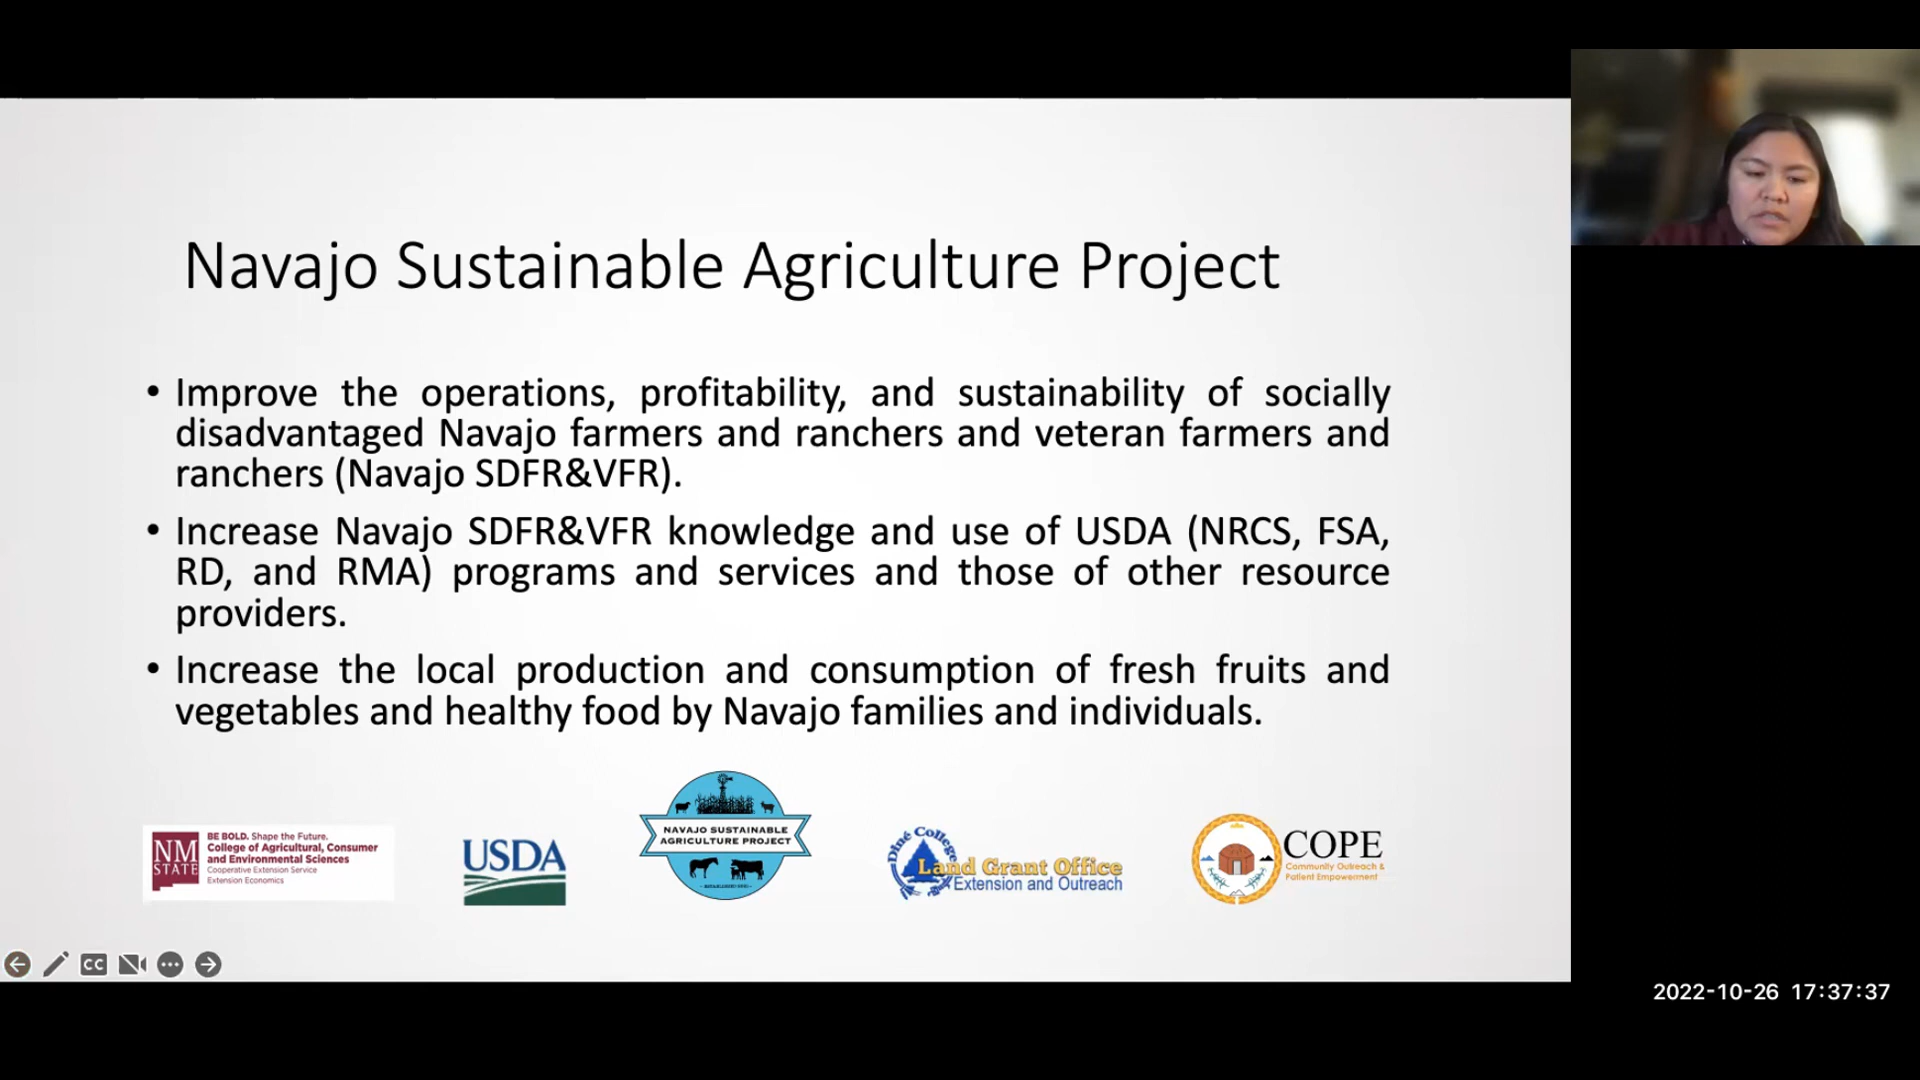 Navajo Sustainable Agriculture Project
• Improve the operations, profitability, and sustainability of socially
disadvantaged Navajo farmers and ranchers and veteran farmers and
ranchers (Navajo SDFR&VFR).
• Increase Navajo SDFR&VFR knowledge and use of USDA (NRCS, FSA,
RD, and RMA) programs and services and those of other resource
providers.
• Increase the local production and consumption of fresh fruits and
vegetables and healthy food by Navajo families and individuals.
NM
STATE
BE BOLD. Shape the Future.
College of Agricultural, Consumer
and Environmental Sciences
Cooperative Extension Service
Extension Economics
USDA
NAVAJO SUSTAINABLE
AGRICULTURE PROJECT
Diné College
Land Grant Office
Extension and Outreach
COPE
Community Outreach &
Patient Empowerment
CC
2022-10-26 17:37:37